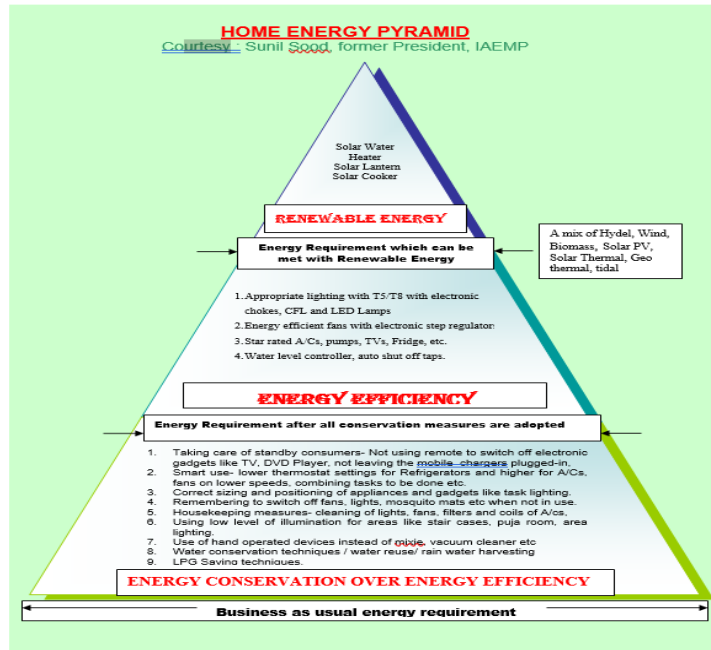 HOME ENERGY PYRAMID
Courtesy : Sunil Sood, former President, IAEMP
Solar Water
Heater
Solar Lantern
Solar Cooker
RENEWABLE ENERGY
Energy Requirement which can be
met with Renewable Energy
A mix of Hydel, Wind,
Biomass, Solar PV,
Solar Thermal, Geo
thermal, tidal
1. Appropriate lighting with T5/T8 with electronic
chokes, CFL and LED Lamps
2. Energy efficient fans with electronic step regulator
3. Star rated A/Cs, pumps, TVs, Fridge, etc.
4. Water level controller, auto shut off taps.
ENERGY EFFICIENCY
Energy Requirement after all conservation measures are adopted
1. Taking care of standby consumers- Not using remote to switch off electronic
gadgets like TV, DVD Player, not leaving the mobile chargers plugged-in,
2. Smart use- lower thermostat settings for Refrigerators and higher for A/Cs,
fans on lower speeds, combining tasks to be done etc.
3. Correct sizing and positioning of appliances and gadgets like task lighting.
4. Remembering to switch off fans, lights, mosquito mats etc when not in use.
5. Housekeeping measures- cleaning of lights, fans, filters and coils of A/cs,
6. Using low level of illumination for areas like stair cases, puja room, area
lighting.
7. Use of hand operated devices instead of mixie, vacuum cleaner etc
8. Water conservation techniques / water reuse/ rain water harvesting
9. LPG Saving techniques.
ENERGY CONSERVATION OVER ENERGY EFFICIENCY
Business as usual energy requirement